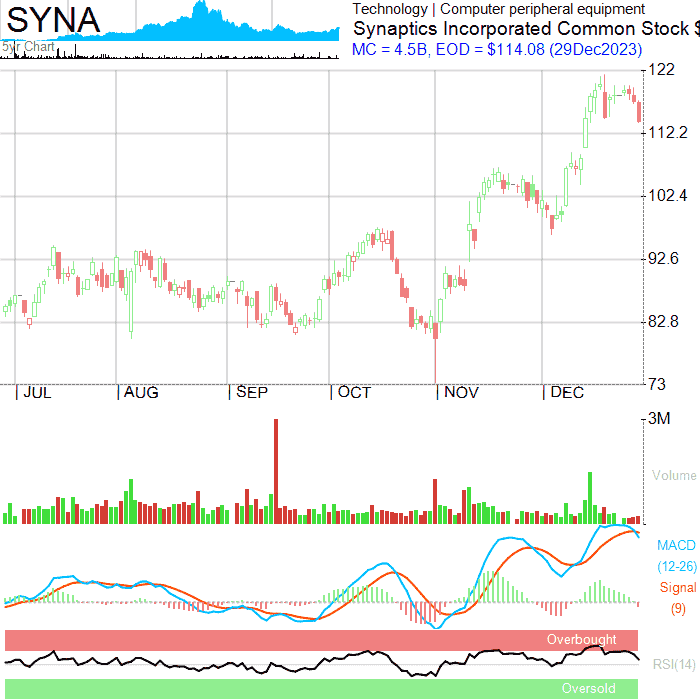 SYNA
5yr Chart
Technology | Computer peripheral equipment
Synaptics Incorporated Common Stock $
MC = 4.5B, EOD = $114.08 (29Dec2023)
122
112.2
102.4
92.6
82.8
73
| JUL | AUG | SEP | OCT | NOV | DEC
3M
Volume
MACD
(12-26)
Signal
(9)
Overbought
RSI(14)
Oversold